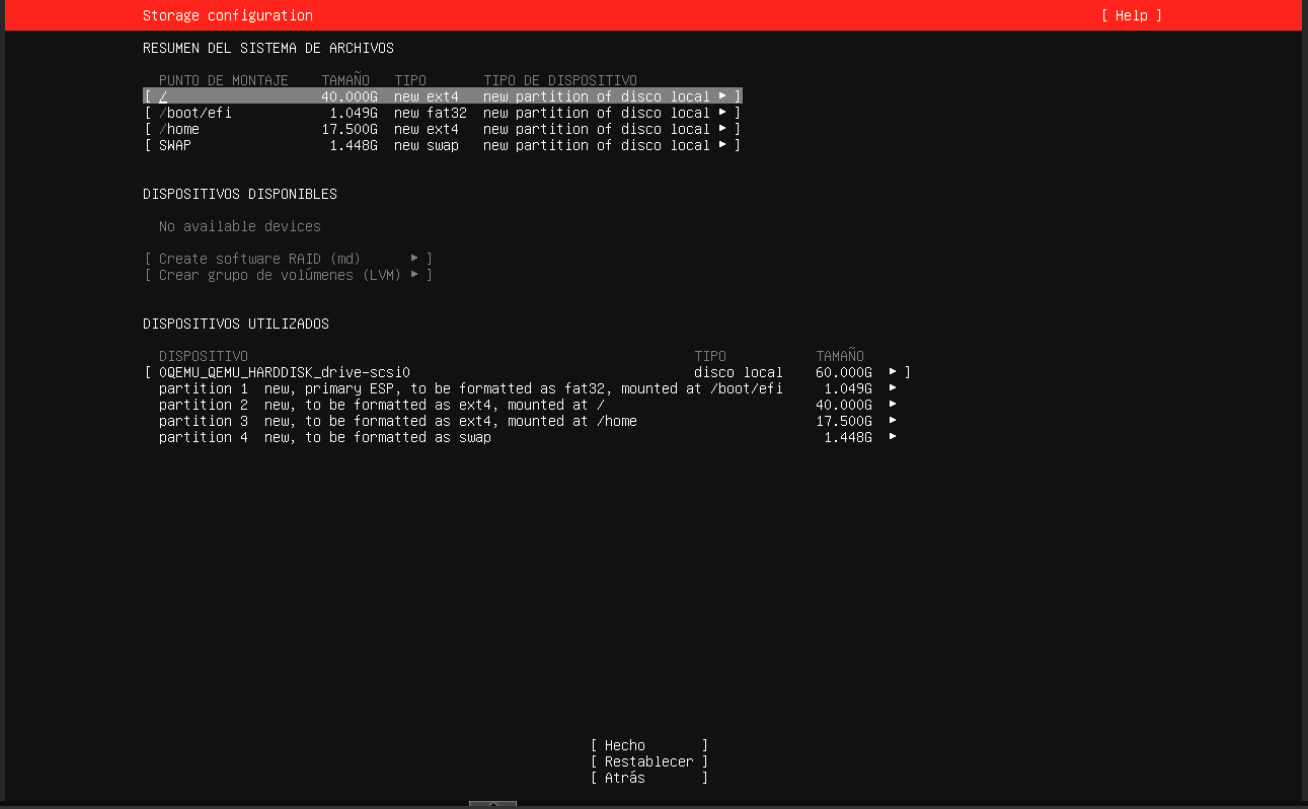 Storage configuration [ Help ]
RESUMEN DEL SISTEMA DE ARCHIVOS
PUNTO DE MONTAJE TAMAÑO TIPO TIPO DE DISPOSITIVO
[ / 40.000G new ext4 new partition of disco local ▸ ]
[ /boot/efi 1.049G new fat32 new partition of disco local ▸ ]
[ /home 17.500G new ext4 new partition of disco local ▸ ]
[ SWAP 1.448G new swap new partition of disco local ▸ ]
DISPOSITIVOS DISPONIBLES
No available devices
[ Create software RAID (md) ▸ ]
[ Crear grupo de volúmenes (LVM) ▸ ]
DISPOSITIVOS UTILIZADOS
DISPOSITIVO TIPO TAMAÑO
[ 0QEMU_QEMU_HARDDISK_drive-scsi0 disco local 60.000G ▸ ]
partition 1 new, primary ESP, to be formatted as fat32, mounted at /boot/efi 1.049G ▸
partition 2 new, to be formatted as ext4, mounted at / 40.000G ▸
partition 3 new, to be formatted as ext4, mounted at /home 17.500G ▸
partition 4 new, to be formatted as swap 1.448G ▸
[ Hecho ]
[ Restablecer ]
[ Atrás ]